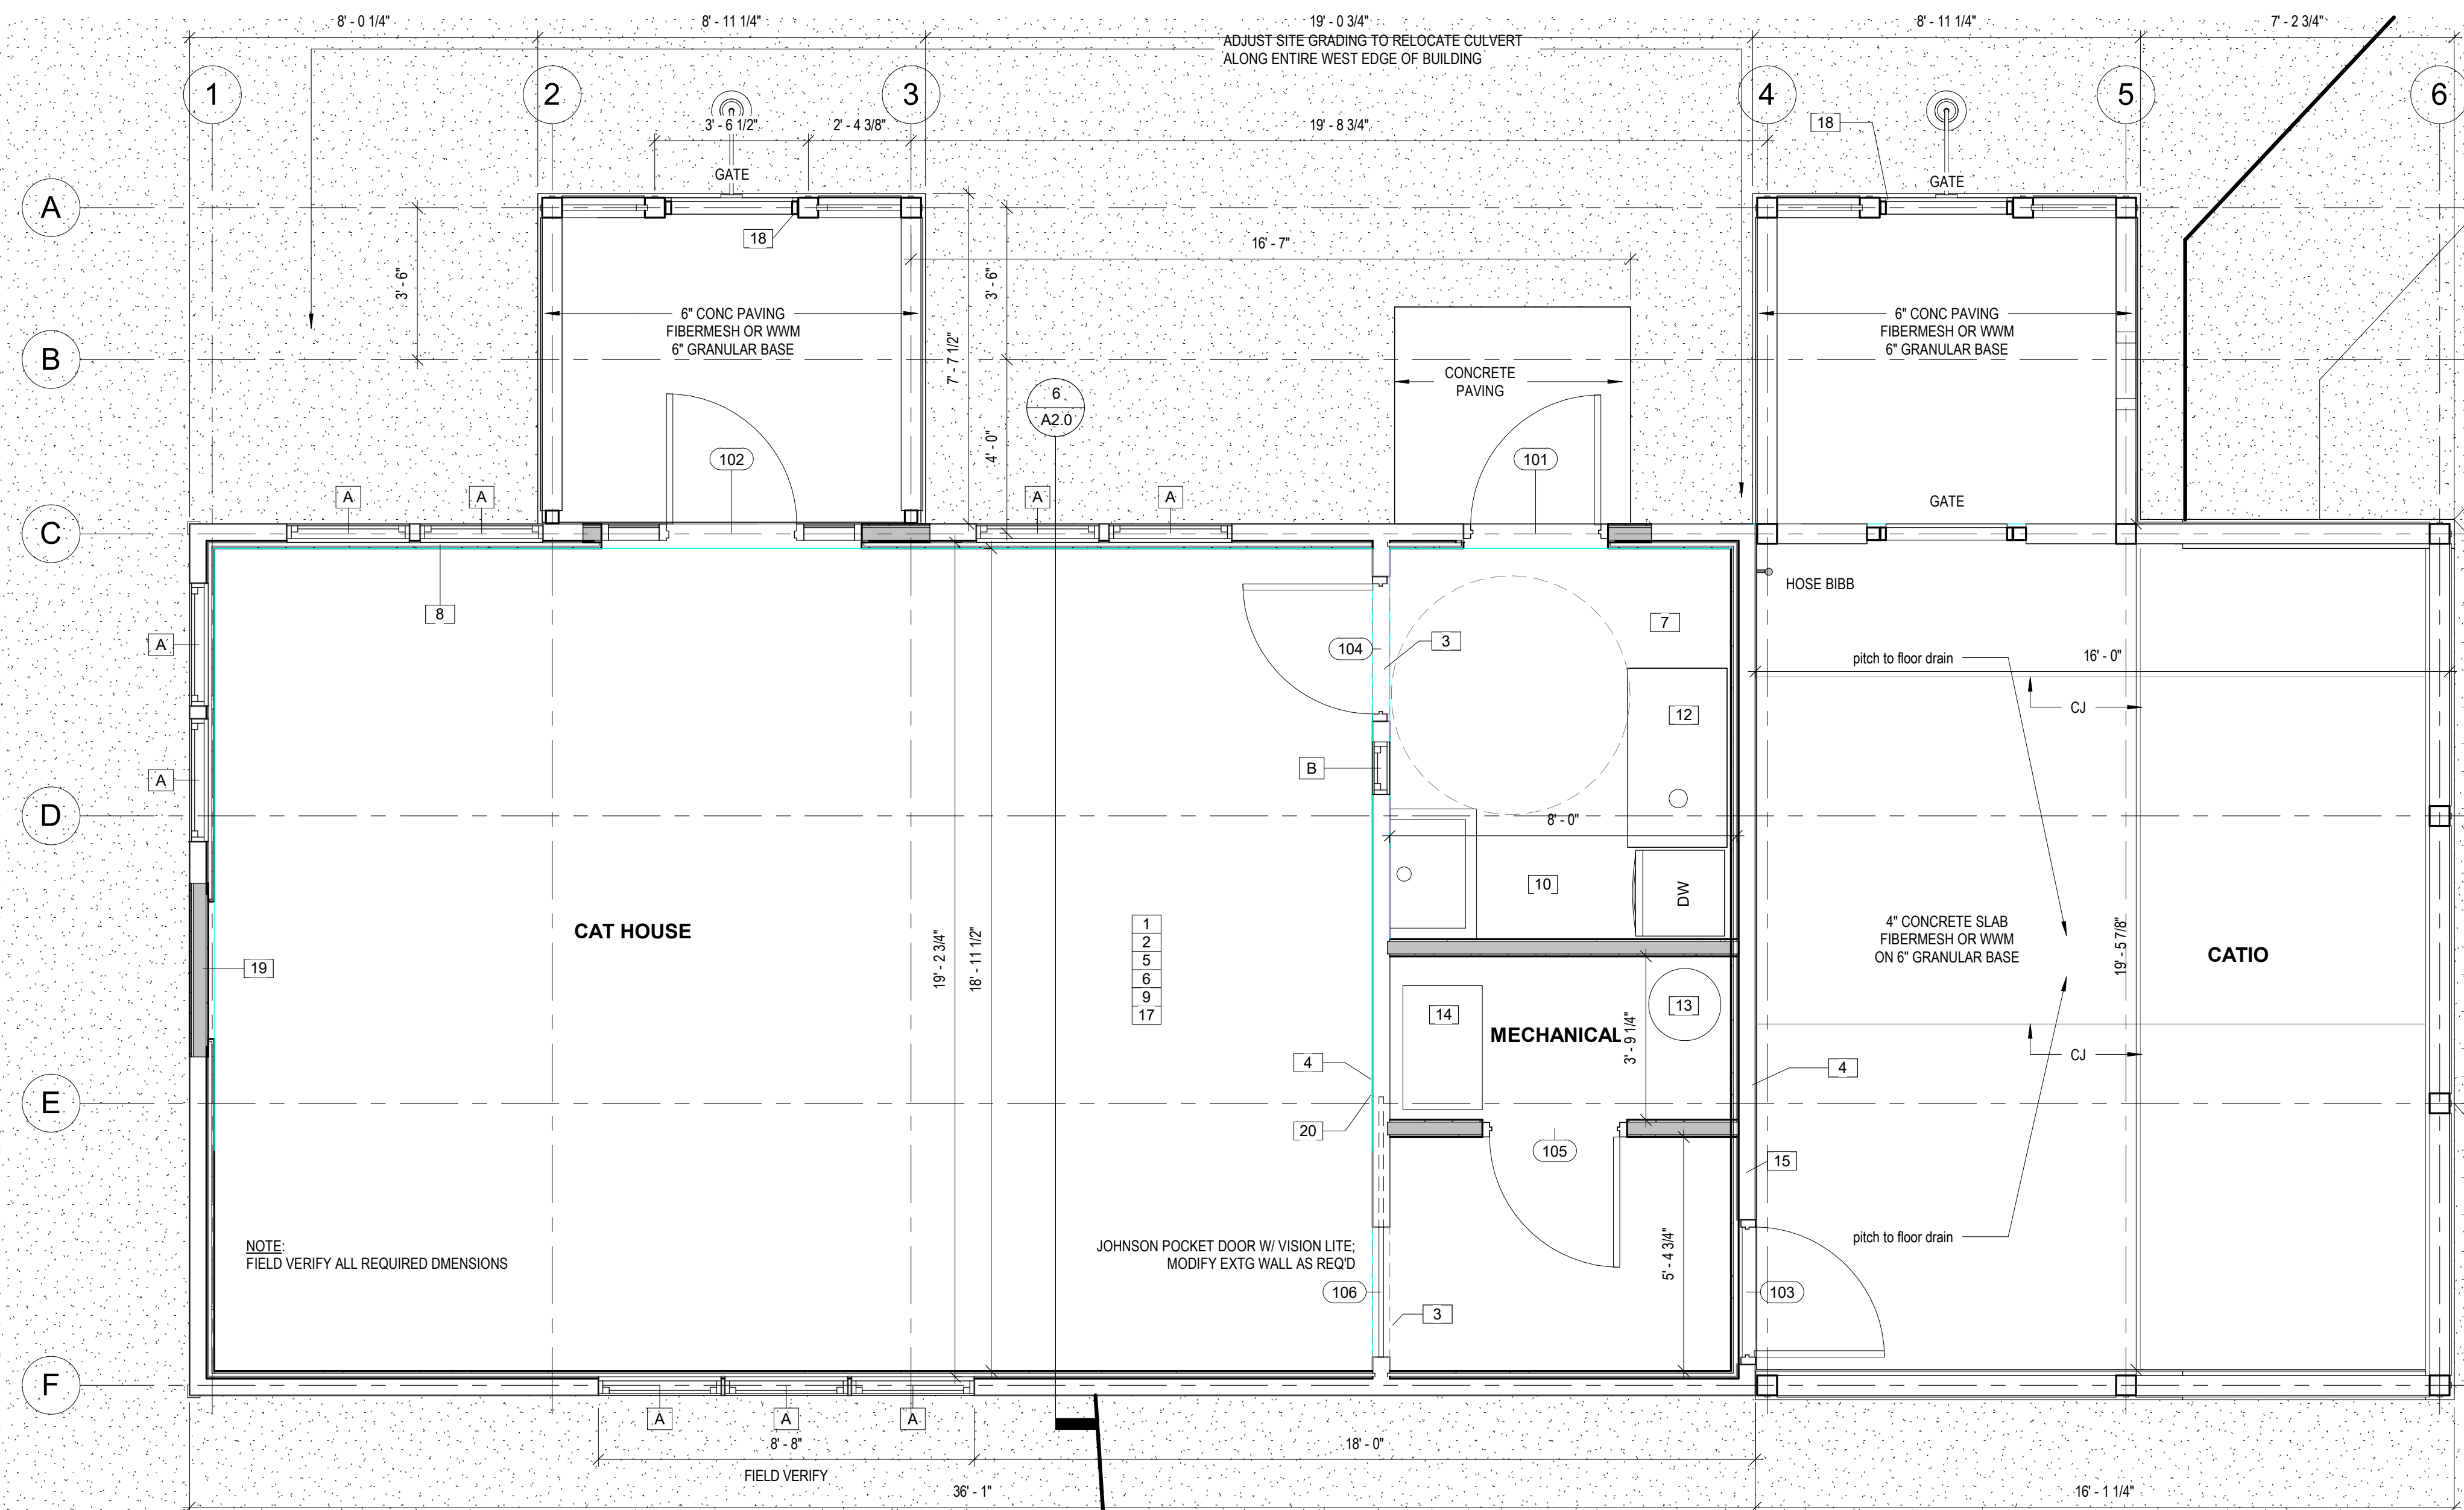 8' - 0 1/4"
8' - 11 1/4"
19' - 0 3/4"
8' - 11 1/4"
7' - 2 3/4"
ADJUST SITE GRADING TO RELOCATE CULVERT
ALONG ENTIRE WEST EDGE OF BUILDING
1
2
3
4
5
6
3' - 6 1/2"
2' - 4 3/8"
19' - 8 3/4"
18
GATE
GATE
A
18
16' - 7"
3' - 6"
3' - 6"
6" CONC PAVING
FIBERMESH OR WWM
6" GRANULAR BASE
6" CONC PAVING
FIBERMESH OR WWM
6" GRANULAR BASE
7' - 7 1/2"
B
CONCRETE
PAVING
6
A2.0
4' - 0"
102
101
A
A
A
A
GATE
C
HOSE BIBB
8
7
A
104
3
pitch to floor drain
16' - 0"
CJ
12
A
B
D
8' - 0"
10
DW
CAT HOUSE
19' - 2 3/4"
18' - 11 1/2"
1
2
5
6
9
17
4" CONCRETE SLAB
FIBERMESH OR WWM
ON 6" GRANULAR BASE
19' - 5 7/8"
CATIO
19
14
MECHANICAL
13
3' - 9 1/4"
4
4
CJ
E
20
105
15
NOTE:
FIELD VERIFY ALL REQUIRED DMENSIONS
JOHNSON POCKET DOOR W/ VISION LITE;
MODIFY EXTG WALL AS REQ'D
5' - 4 3/4"
pitch to floor drain
106
3
103
F
A
A
A
8' - 8"
18' - 0"
FIELD VERIFY
36' - 1"
16' - 1 1/4"